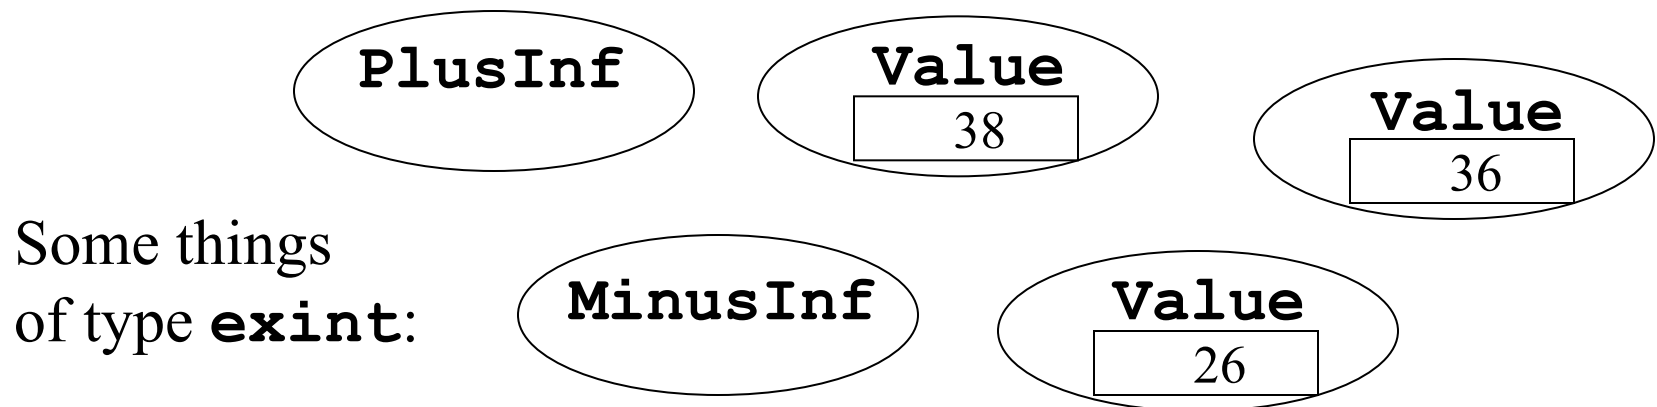 PlusInf
Value
38
Value
36
Some things
of type exint:
MinusInf
Value
26